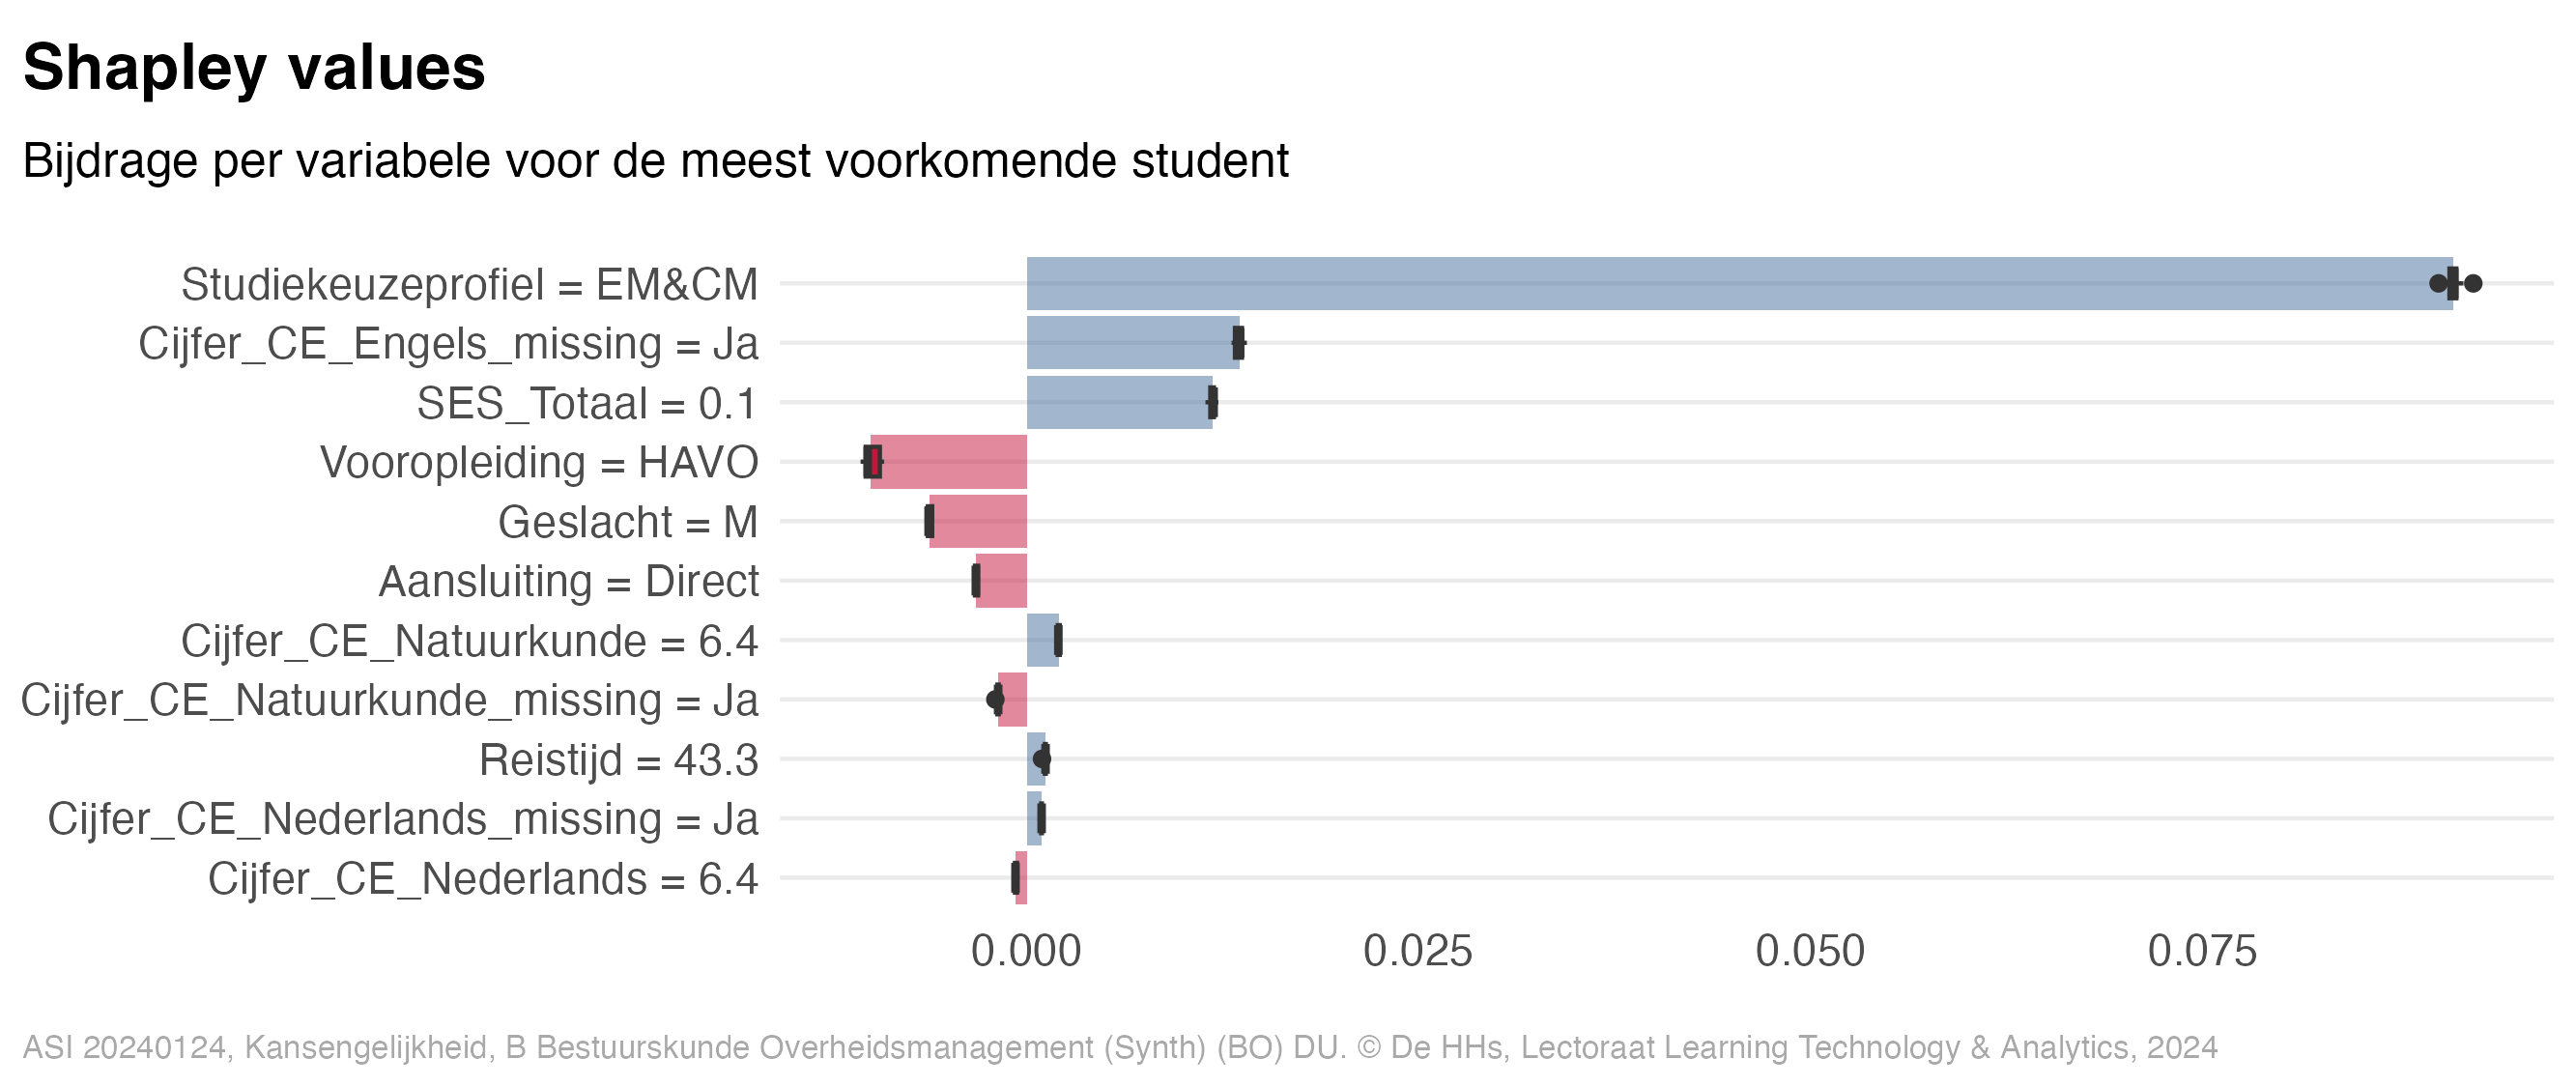 Shapley values
Bijdrage per variabele voor de meest voorkomende student
Studiekeuzeprofiel = EM&CM
Cijfer_CE_Engels_missing = Ja
SES_Totaal = 0.1
Vooropleiding = HAVO
Geslacht = M
Aansluiting = Direct
Cijfer_CE_Natuurkunde = 6.4
Cijfer_CE_Natuurkunde_missing = Ja
Reistijd = 43.3
Cijfer_CE_Nederlands_missing = Ja
Cijfer_CE_Nederlands = 6.4
0.000 0.025 0.050 0.075
ASI 20240124, Kansengelijkheid, B Bestuurskunde Overheidsmanagement (Synth) (BO) DU. © De HHs, Lectoraat Learning Technology & Analytics, 2024